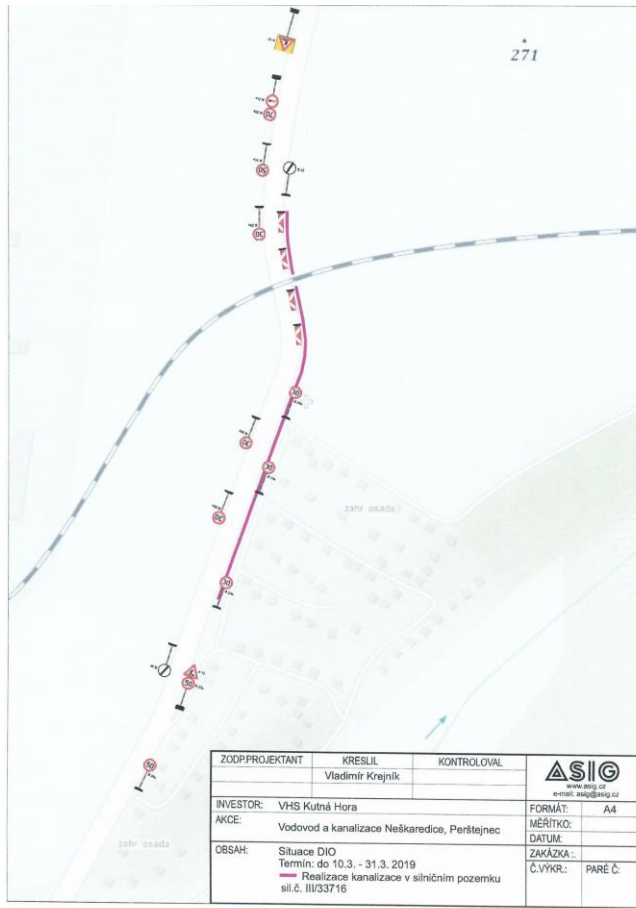 271
70
50
30
30
30
30
30
30
50
50
zahr. osada
zahr. osada
ZODP.PROJEKTANT KRESLIL KONTROLOVAL
Vladimír Krejník
ASIG
www.asig.cz
e-mail: asig@asig.cz
INVESTOR: VHS Kutná Hora
AKCE: Vodovod a kanalizace Neškaredice, Perštejnec
OBSAH: Situace DIO
Termín: do 10.3. - 31.3. 2019
Realizace kanalizace v silničním pozemku
sil.č. III/33716
FORMÁT: A4
MĚŘÍTKO:
DATUM:
ZAKÁZKA :.
Č.VÝKR.: PARÉ Č: